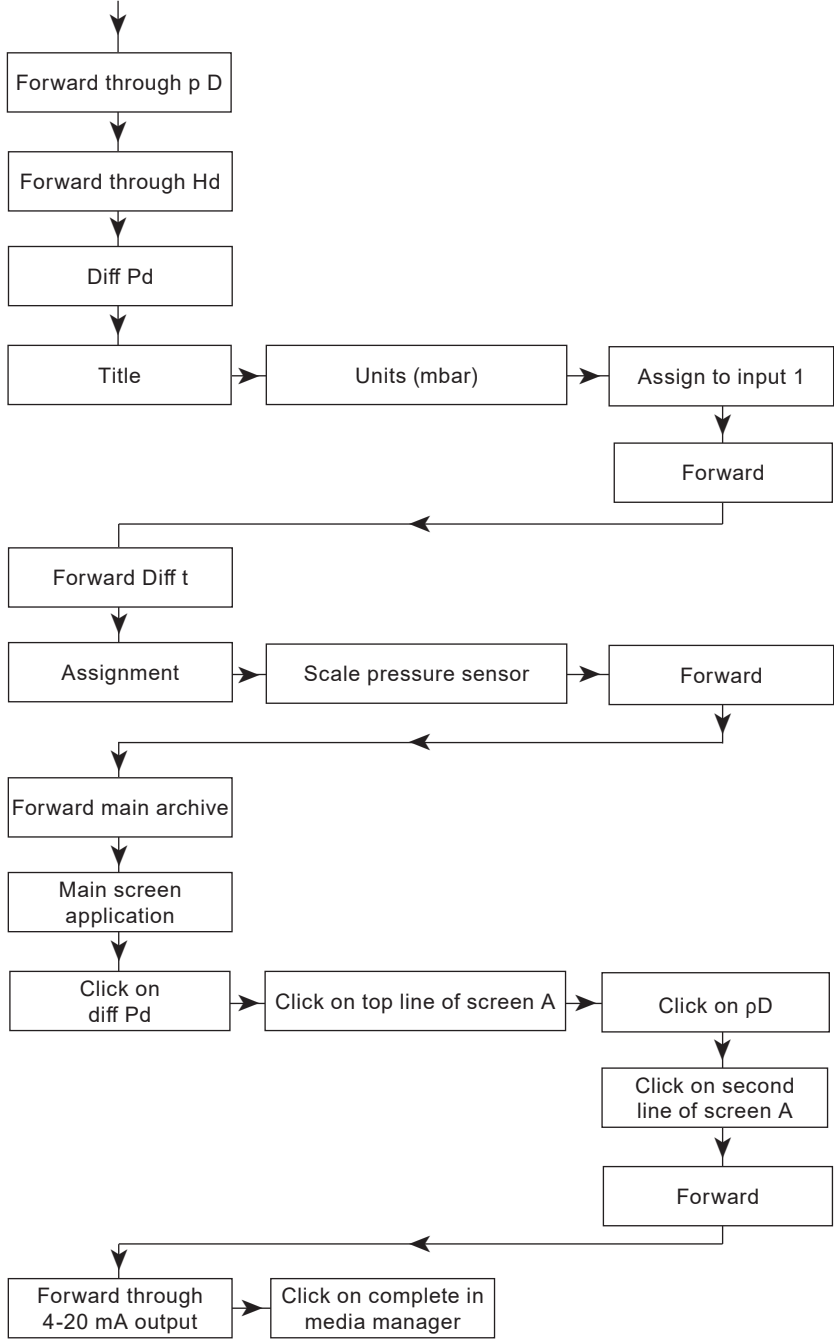 Forward through p D
Forward through Hd
Diff Pd
Title
Units (mbar)
Assign to input 1
Forward
Forward Diff t
Assignment
Scale pressure sensor
Forward
Forward main archive
Main screen
application
Click on
diff Pd
Click on top line of screen A
Click on ρD
Click on second
line of screen A
Forward
Forward through
4-20 mA output
Click on complete in
media manager